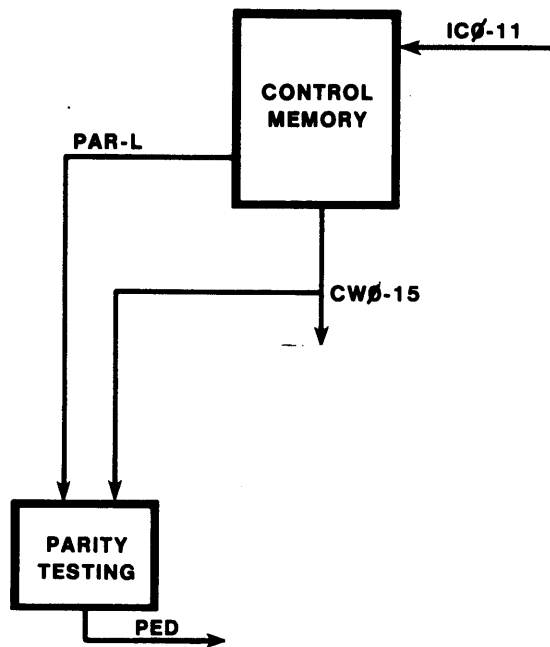 ICØ-11
CONTROL
MEMORY
PAR-L
CWØ-15
PARITY
TESTING
PED